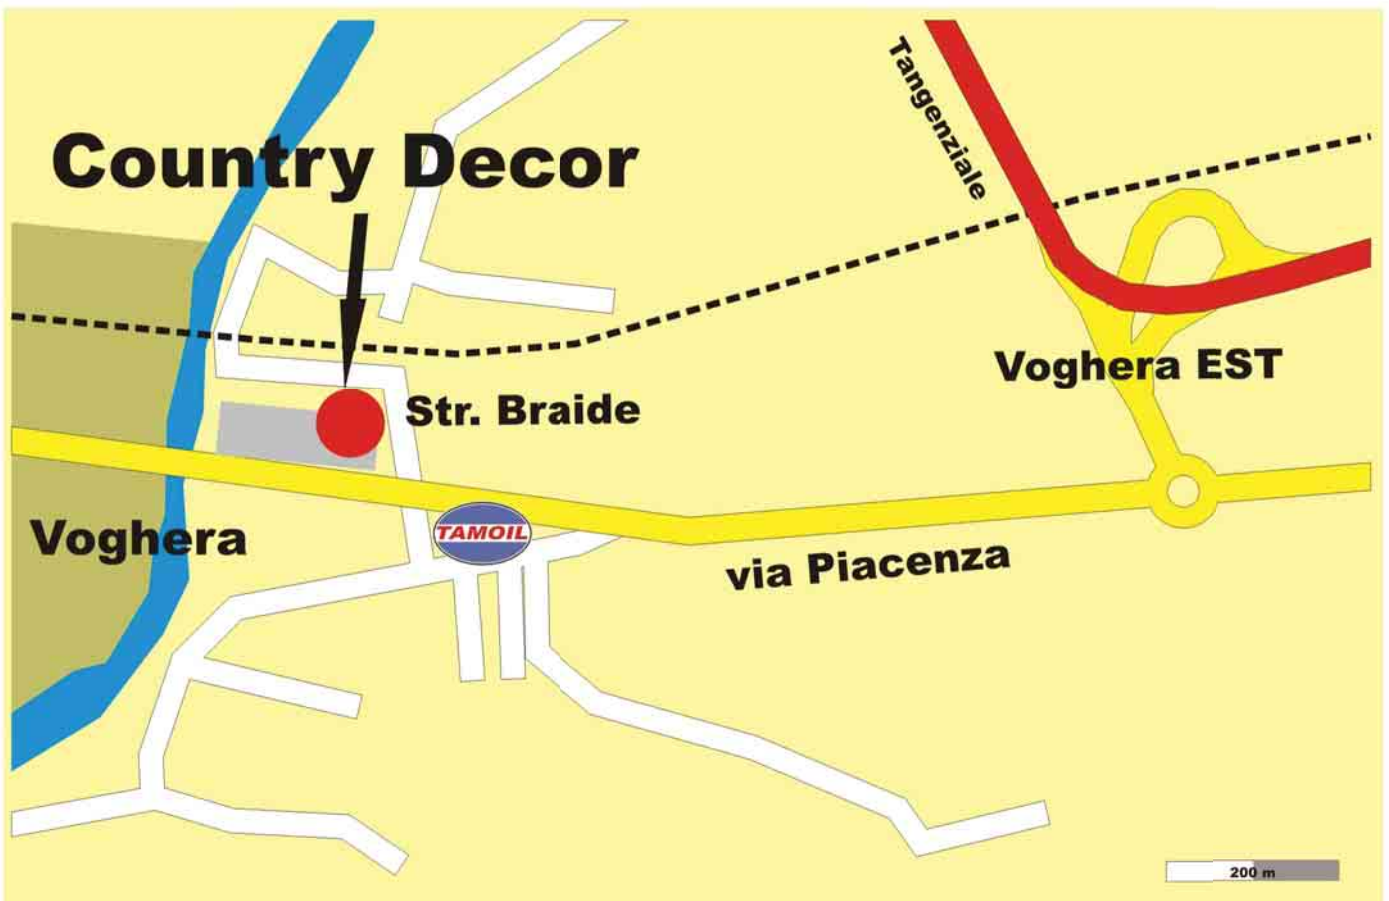 Tangenziale
Country Decor
Voghera EST
Str. Braide
Voghera
TAMOIL
via Piacenza
200 m